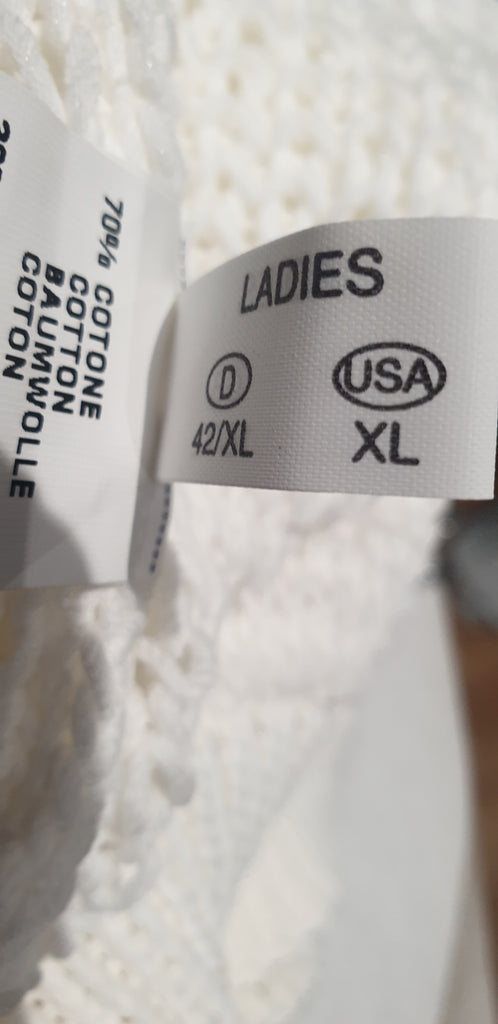 70% COTONE
COTTON
BAUMWOLLE
COTON
LADIES
D USA
42/XL XL